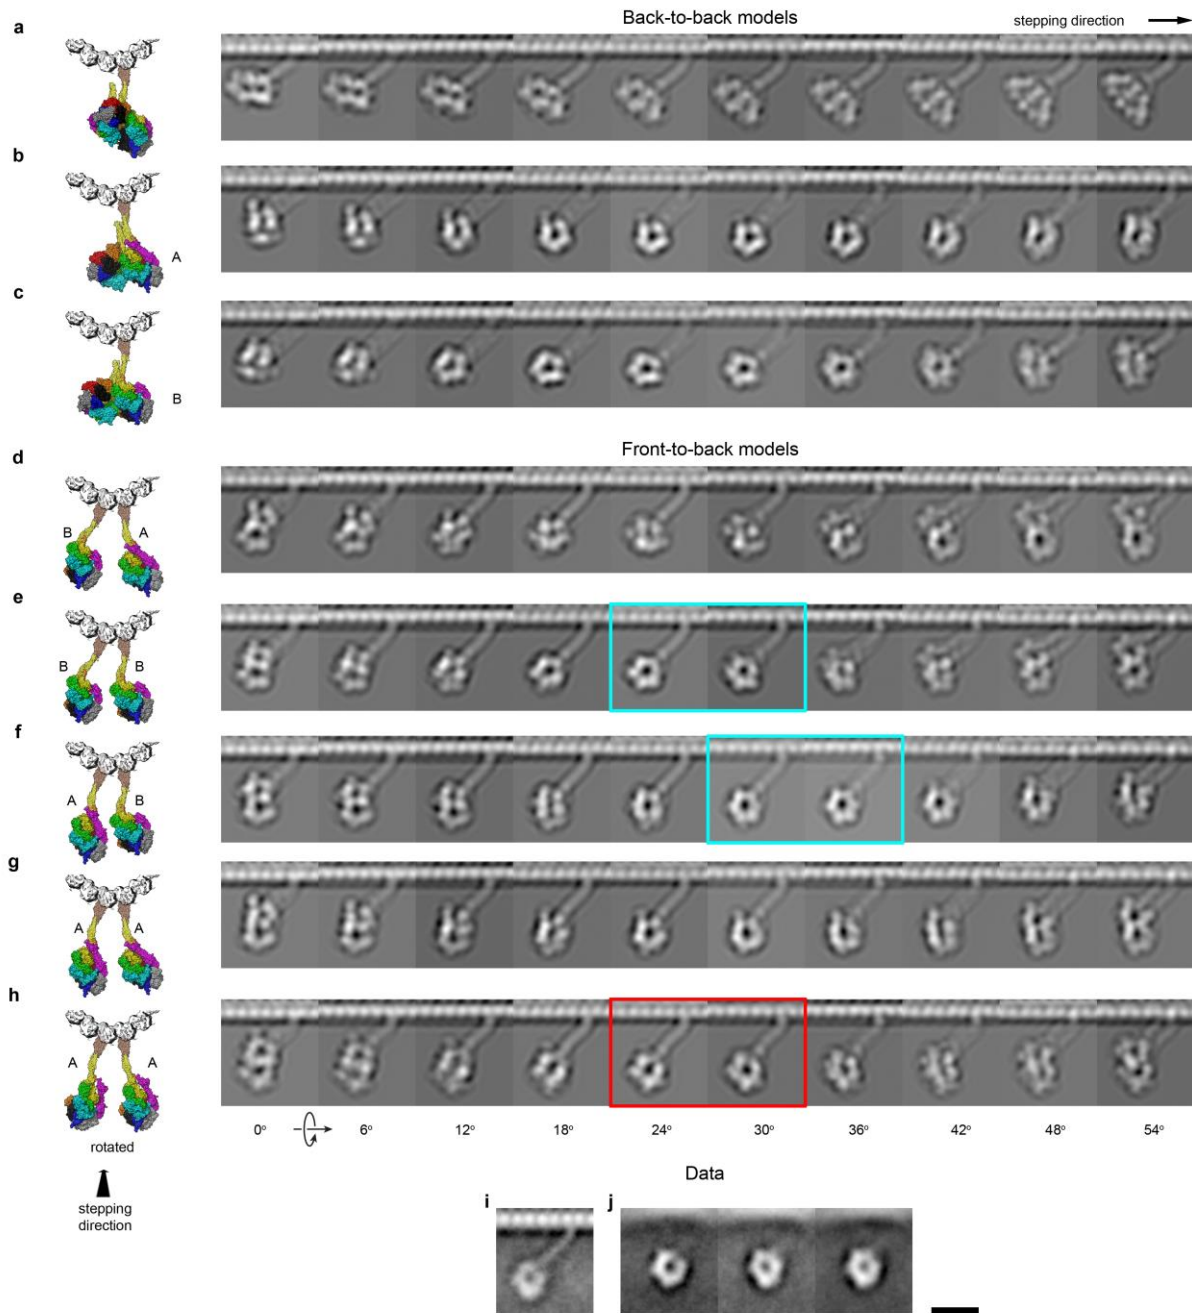 Back-to-back models
stepping direction
a
b
A
c
B
Front-to-back models
d
B
A
e
B
B
f
A
B
g
A
A
h
A
A
rotated
0°
6°
12°
18°
24°
30°
36°
42°
48°
54°
stepping
direction
Data
i
j